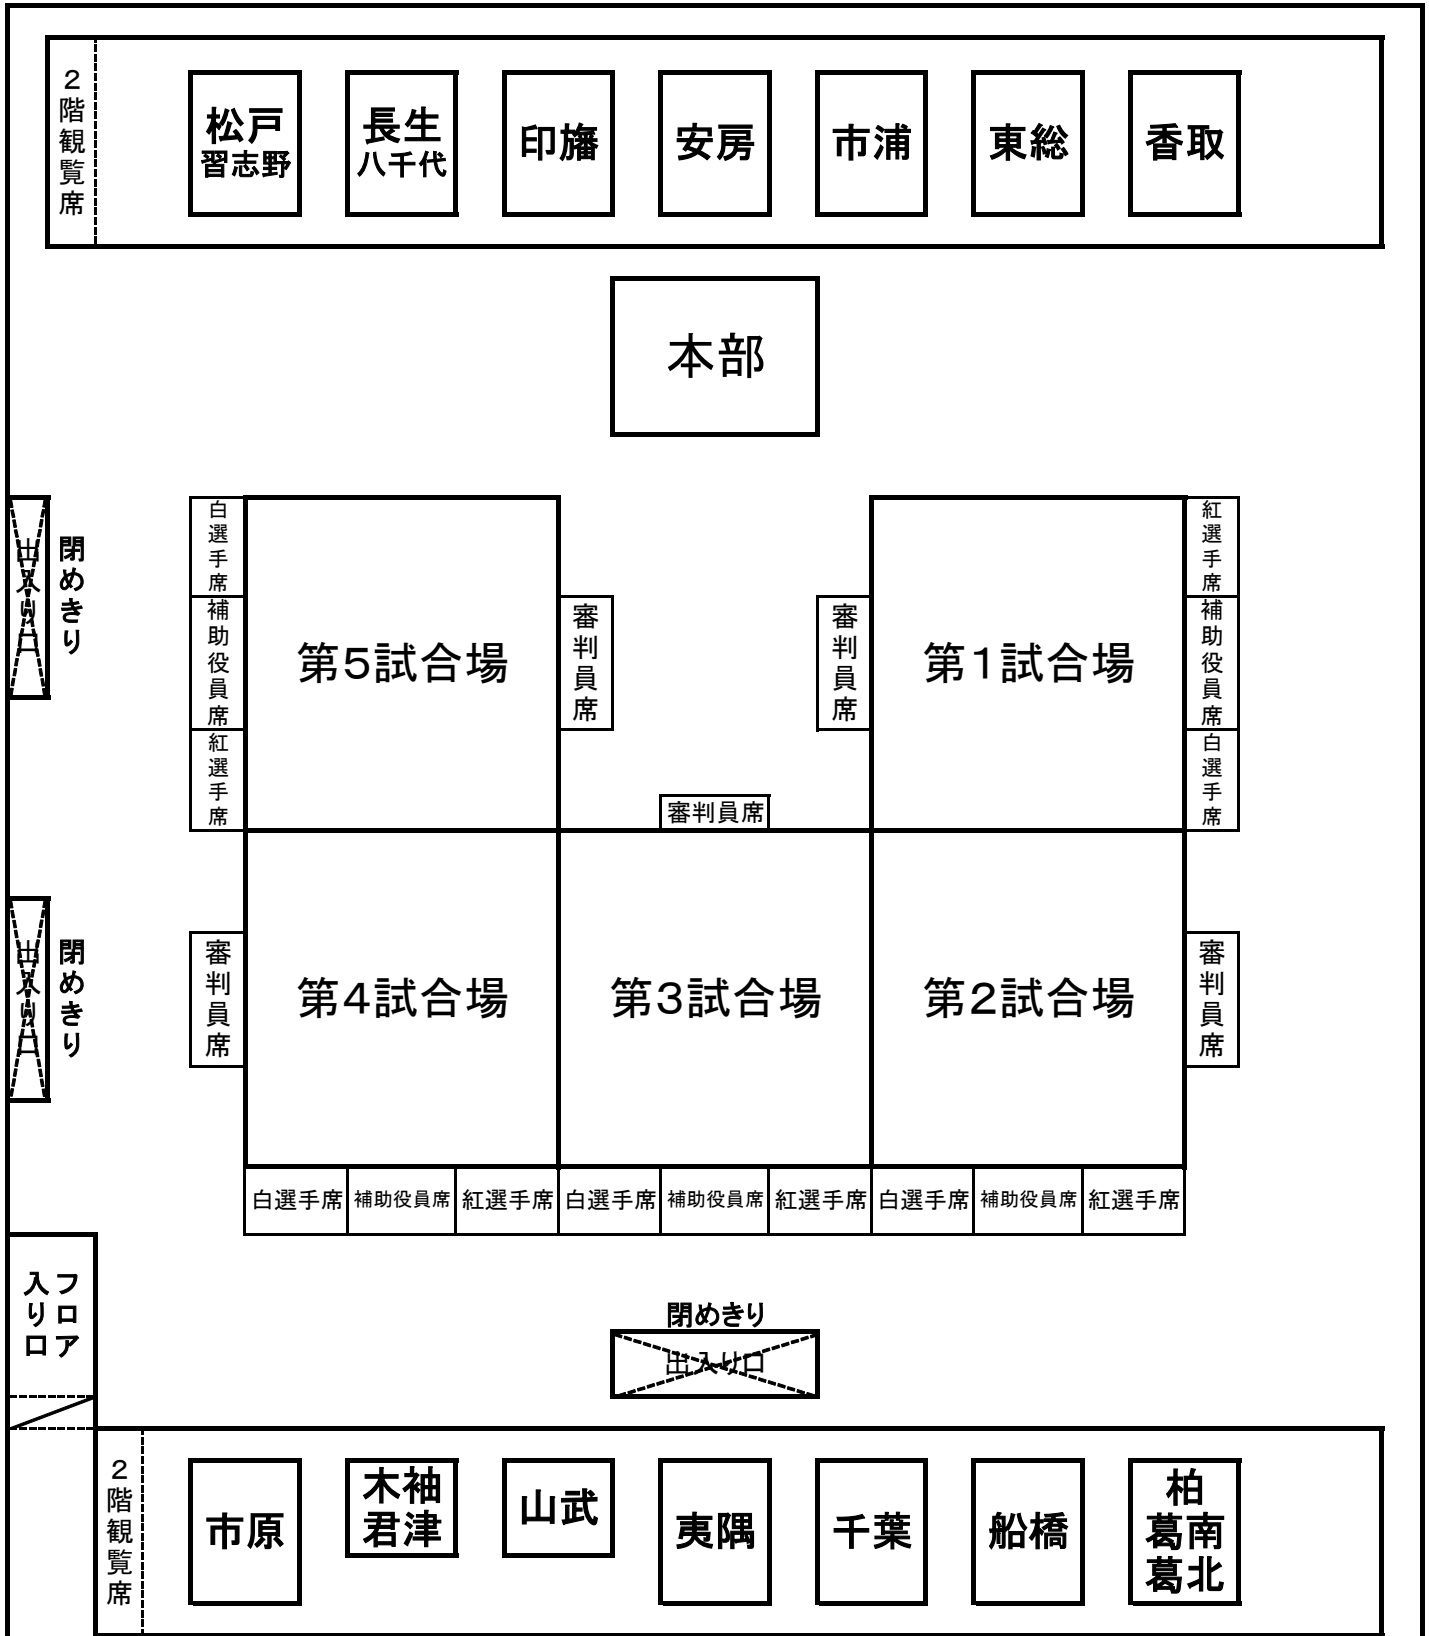 ２階観覧席
松戸
習志野
長生
八千代
印旛
安房
市浦
東総
香取
本部
出入り口
閉めきり
白選手席
補助役員席
紅選手席
第５試合場
審判員席
審判員席
第１試合場
紅選手席
補助役員席
白選手席
審判員席
出入り口
閉めきり
審判員席
第４試合場
第３試合場
第２試合場
審判員席
白選手席
補助役員席
紅選手席
白選手席
補助役員席
紅選手席
白選手席
補助役員席
紅選手席
フロア
入り口
閉めきり
出入り口
２階観覧席
市原
木袖
君津
山武
夷隅
千葉
船橋
柏
葛南
葛北